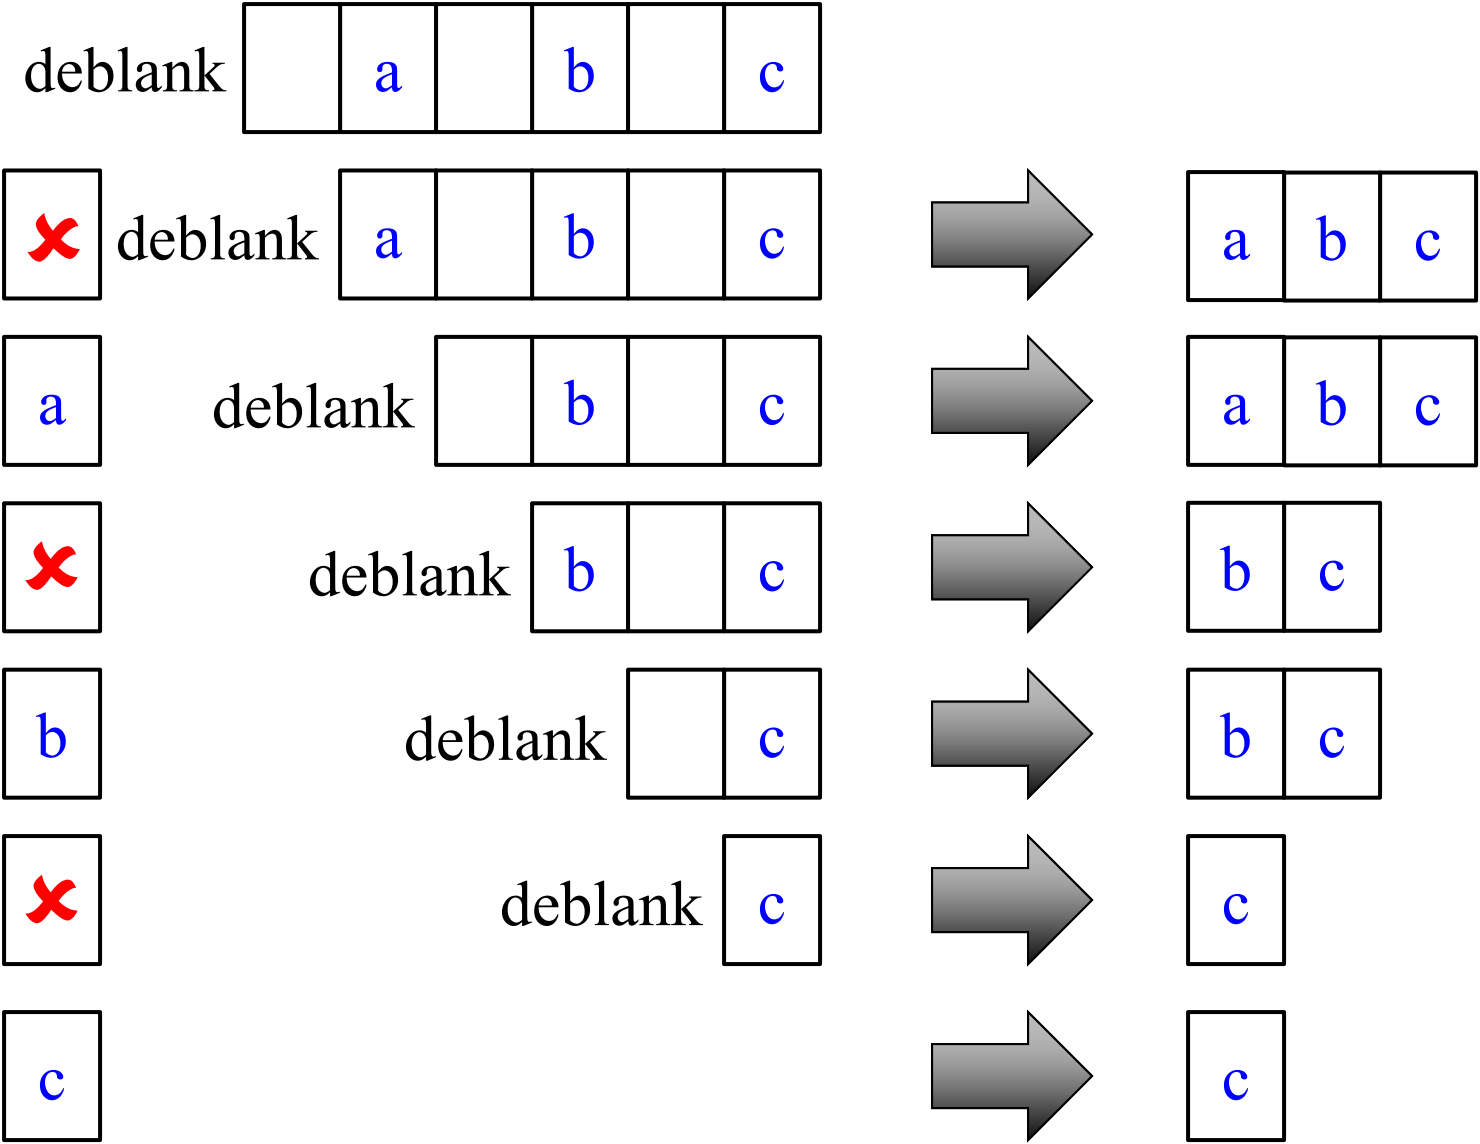 deblank a b c
✘ deblank a b c a b c
a deblank b c a b c
✘ deblank b c b c
b deblank c b c
✘ deblank c c
c c